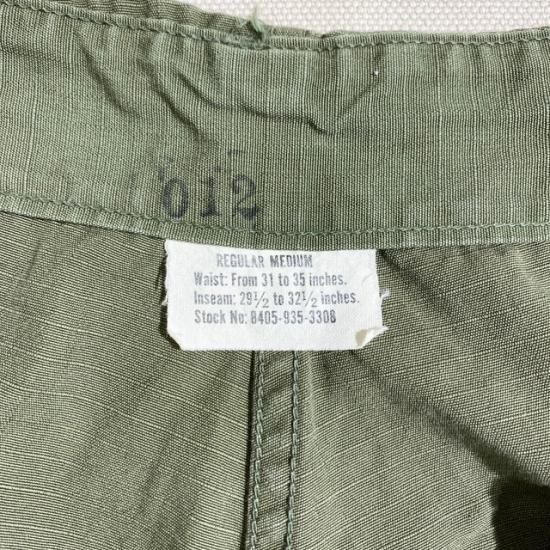 012
REGULAR MEDIUM
Waist: From 31 to 35 inches.
Inseam: 29½ to 32½ inches.
Stock No: 8405-935-3308